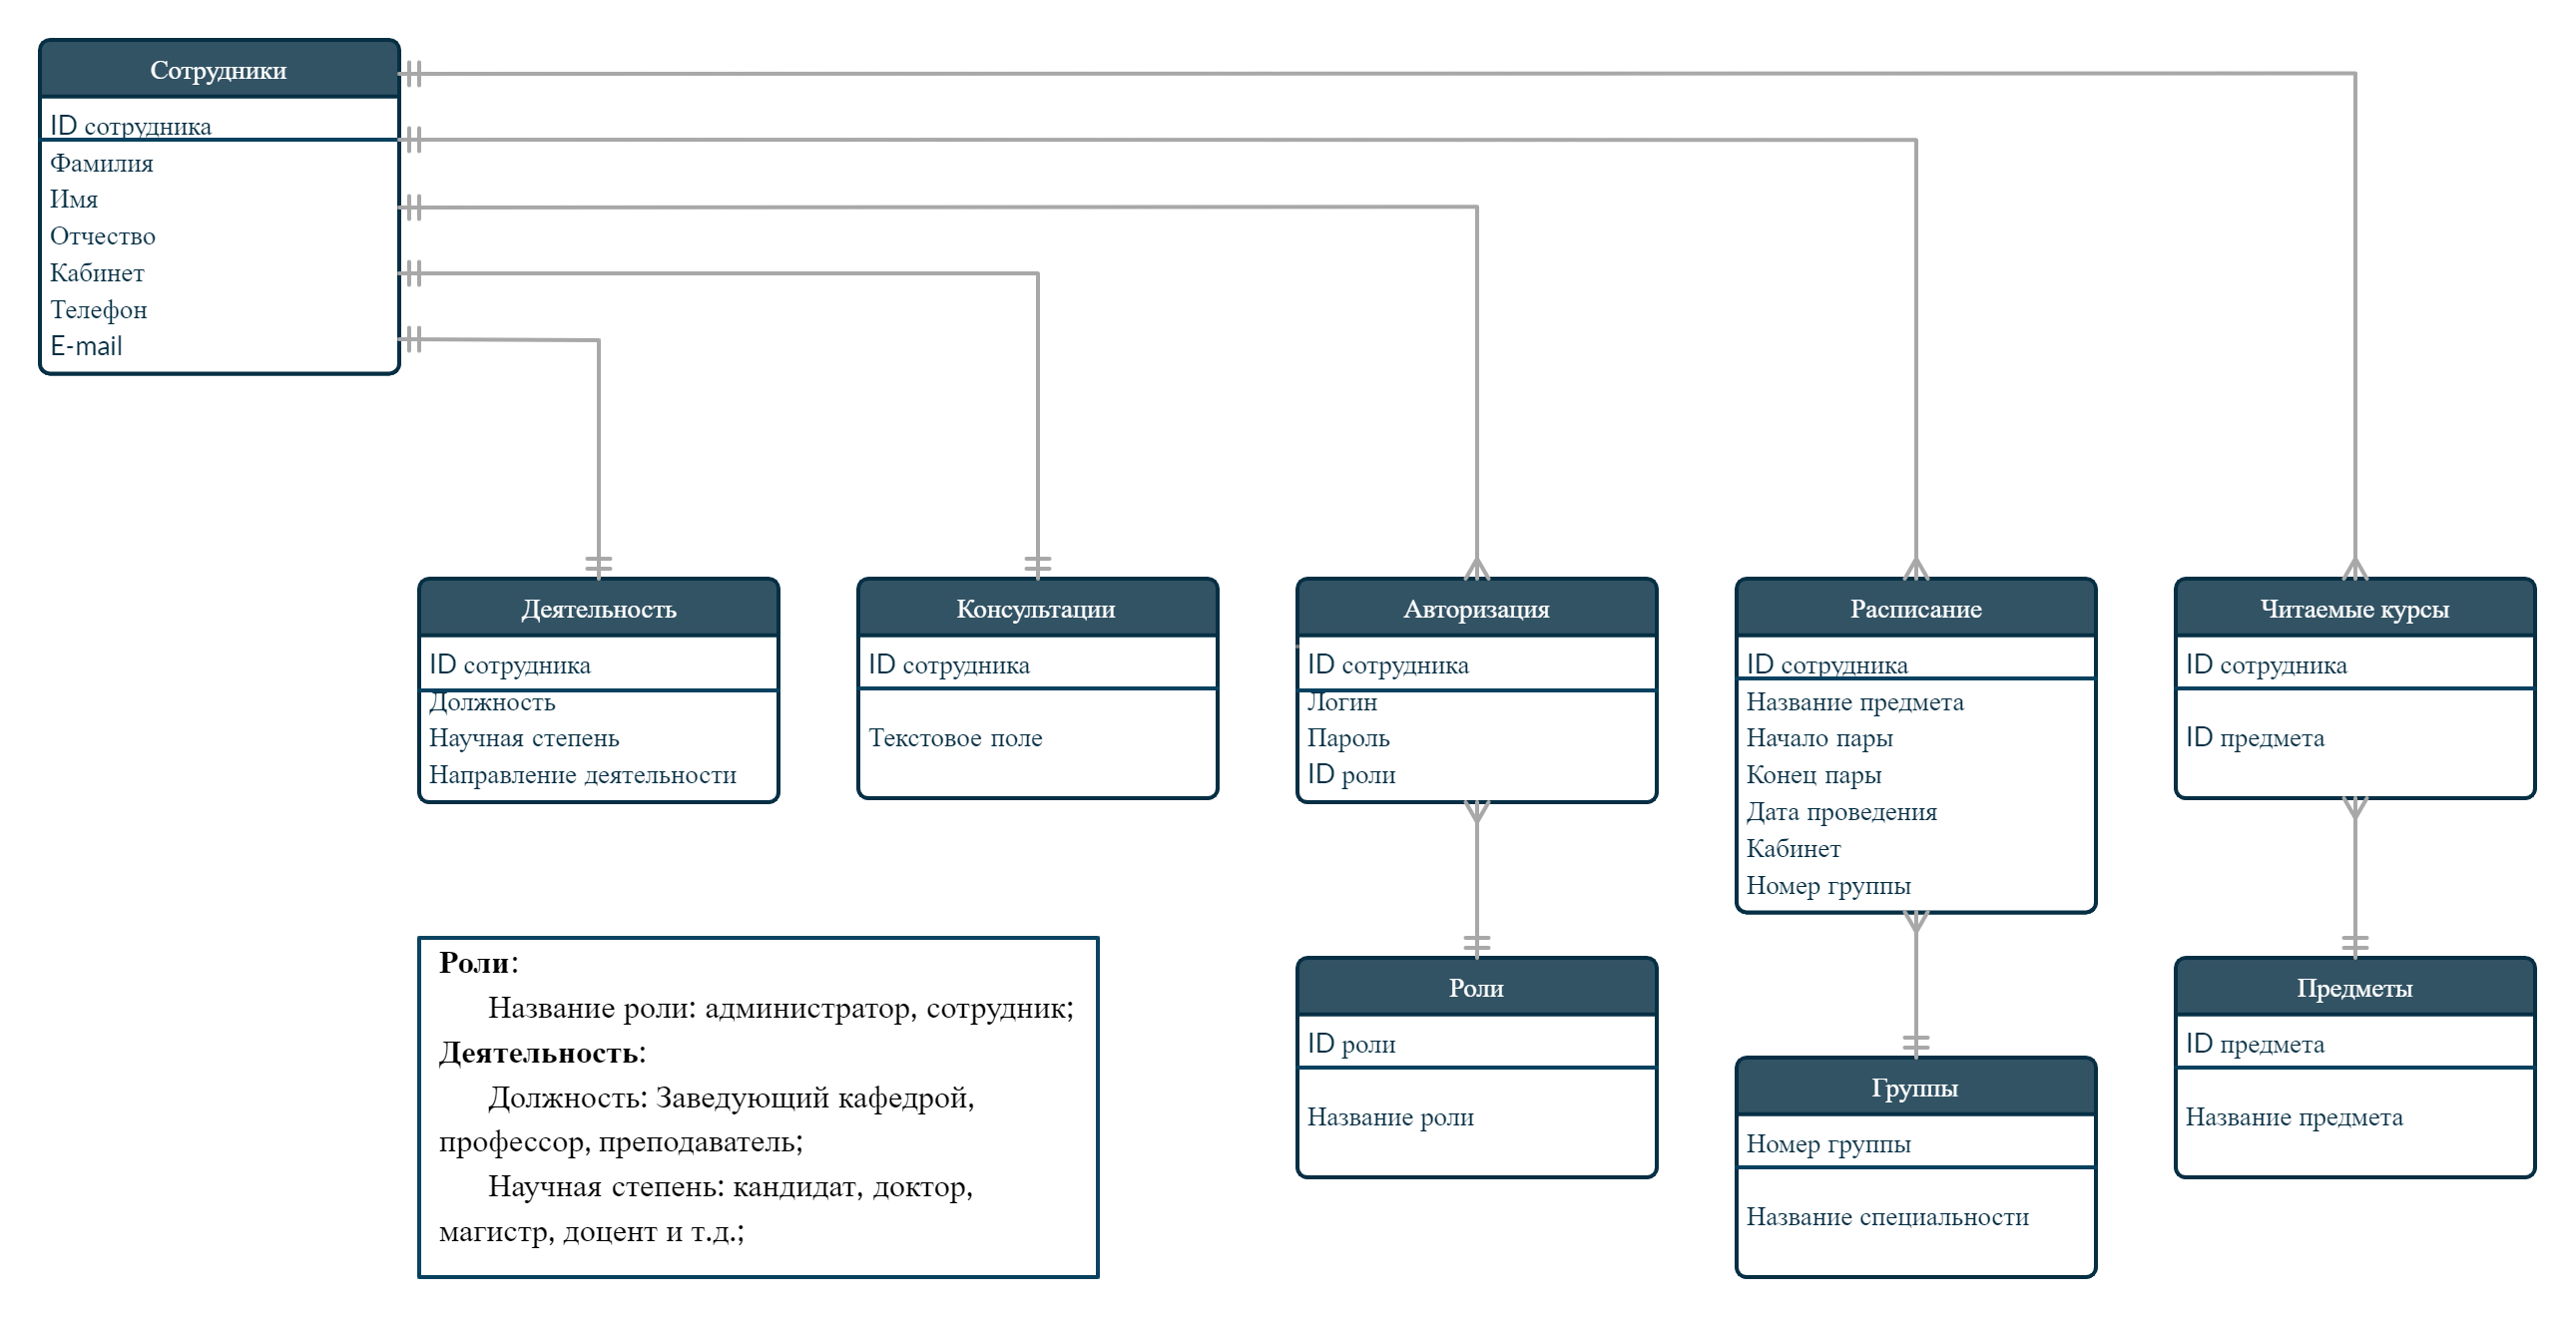 Сотрудники
ID сотрудника
Фамилия
Имя
Отчество
Кабинет
Телефон
E-mail
Деятельность
ID сотрудника
Должность
Научная степень
Направление деятельности
Консультации
ID сотрудника
Текстовое поле
Авторизация
ID сотрудника
Логин
Пароль
ID роли
Расписание
ID сотрудника
Название предмета
Начало пары
Конец пары
Дата проведения
Кабинет
Номер группы
Читаемые курсы
ID сотрудника
ID предмета
Роли:
Название роли: администратор, сотрудник;
Деятельность:
Должность: Заведующий кафедрой,
профессор, преподаватель;
Научная степень: кандидат, доктор,
магистр, доцент и т.д.;
Роли
ID роли
Название роли
Группы
Номер группы
Название специальности
Предметы
ID предмета
Название предмета